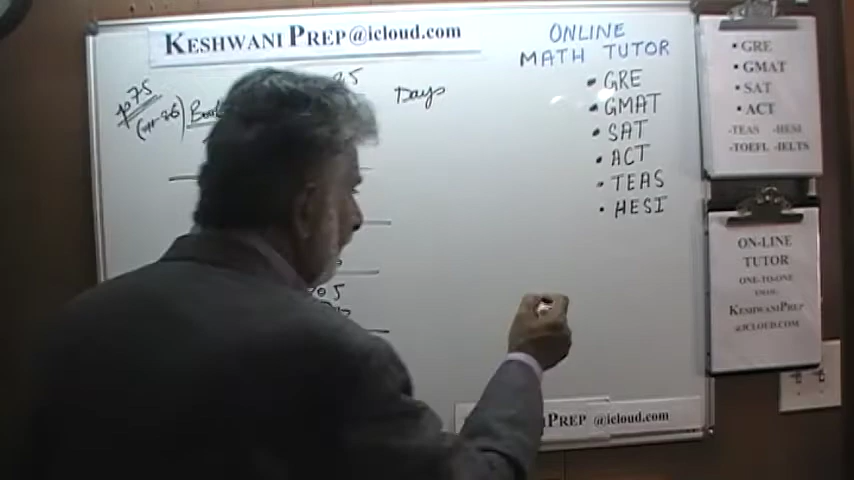 KESHWANI PREP@icloud.com
ONLINE
MATH TUTOR
• GRE
• GMAT
• SAT
• ACT
• TEAS
• HESI
p75
Days
• GRE
• GMAT
• SAT
• ACT
-TEAS -HESI
-TOEFL -IELTS
ON-LINE
TUTOR
ONE-TO-ONE
KESHWANIPREP
@ICLOUD.COM
PREP @icloud.com